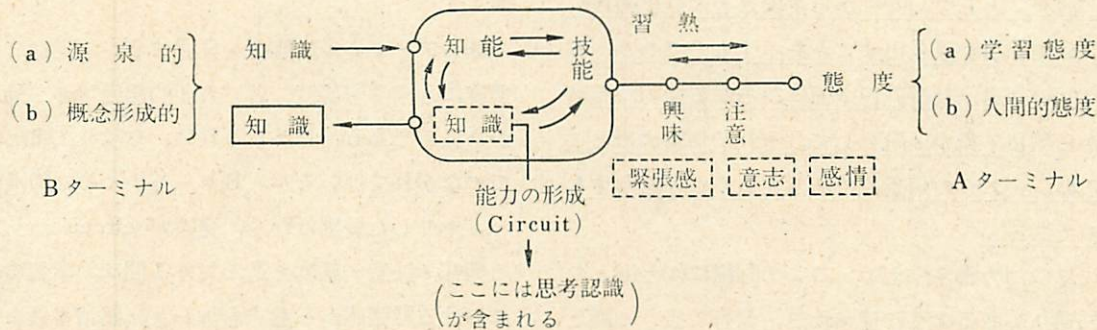 (a) 源泉的
(b) 概念形成的
Bターミナル
知識
知識
知能
技能
知識
能力の形成
(Circuit)
(ここには思考認識
が含まれる)
習熟
興味
注意
態度
緊張感
意志
感情
(a) 学習態度
(b) 人間的態度
Aターミナル